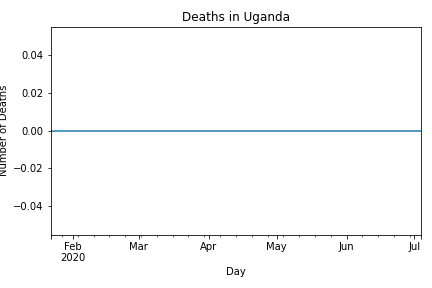 Deaths in Uganda
Number of Deaths
0.04
0.02
0.00
−0.02
−0.04
Feb
2020
Mar
Apr
May
Jun
Jul
Day